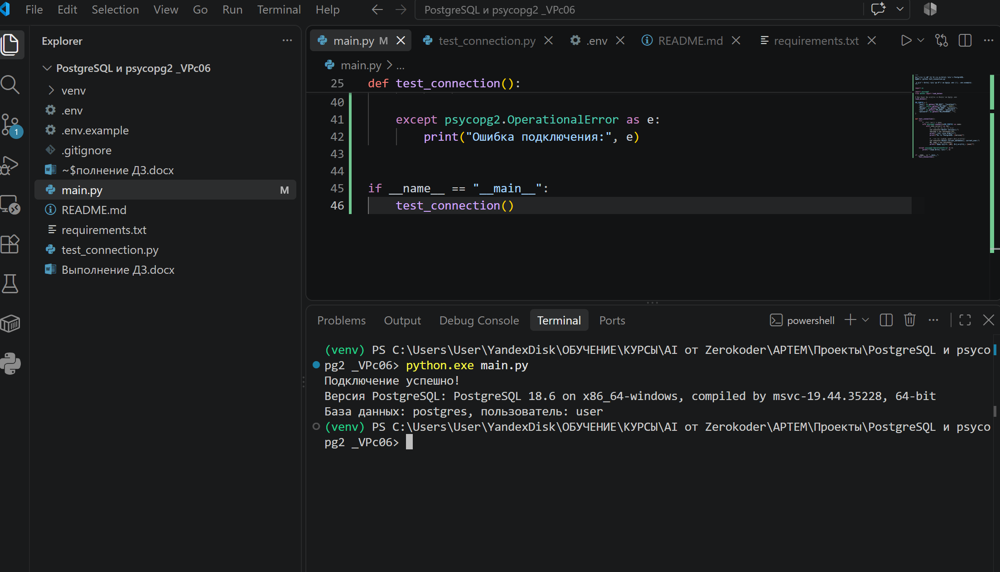 File Edit Selection View Go Run Terminal Help
PostgreSQL и psycopg2 _VPc06
Explorer
PostgreSQL и psycopg2 _VPc06
venv
.env
.env.example
.gitignore
~$полнение ДЗ.docx
main.py M
README.md
requirements.txt
test_connection.py
Выполнение ДЗ.docx
1
main.py M
test_connection.py
.env
README.md
requirements.txt
main.py > ...
25 def test_connection():
40
41 except psycopg2.OperationalError as e:
42 print("Ошибка подключения:", e)
43
44
45 if __name__ == "__main__":
46 test_connection()
Problems Output Debug Console Terminal Ports
powershell
(venv) PS C:\Users\User\YandexDisk\ОБУЧЕНИЕ\КУРСЫ\AI от Zerokoder\АРТЕМ\Проекты\PostgreSQL и psyco
pg2 _VPc06> python.exe main.py
Подключение успешно!
Версия PostgreSQL: PostgreSQL 18.6 on x86_64-windows, compiled by msvc-19.44.35228, 64-bit
База данных: postgres, пользователь: user
(venv) PS C:\Users\User\YandexDisk\ОБУЧЕНИЕ\КУРСЫ\AI от Zerokoder\АРТЕМ\Проекты\PostgreSQL и psyco
pg2 _VPc06>